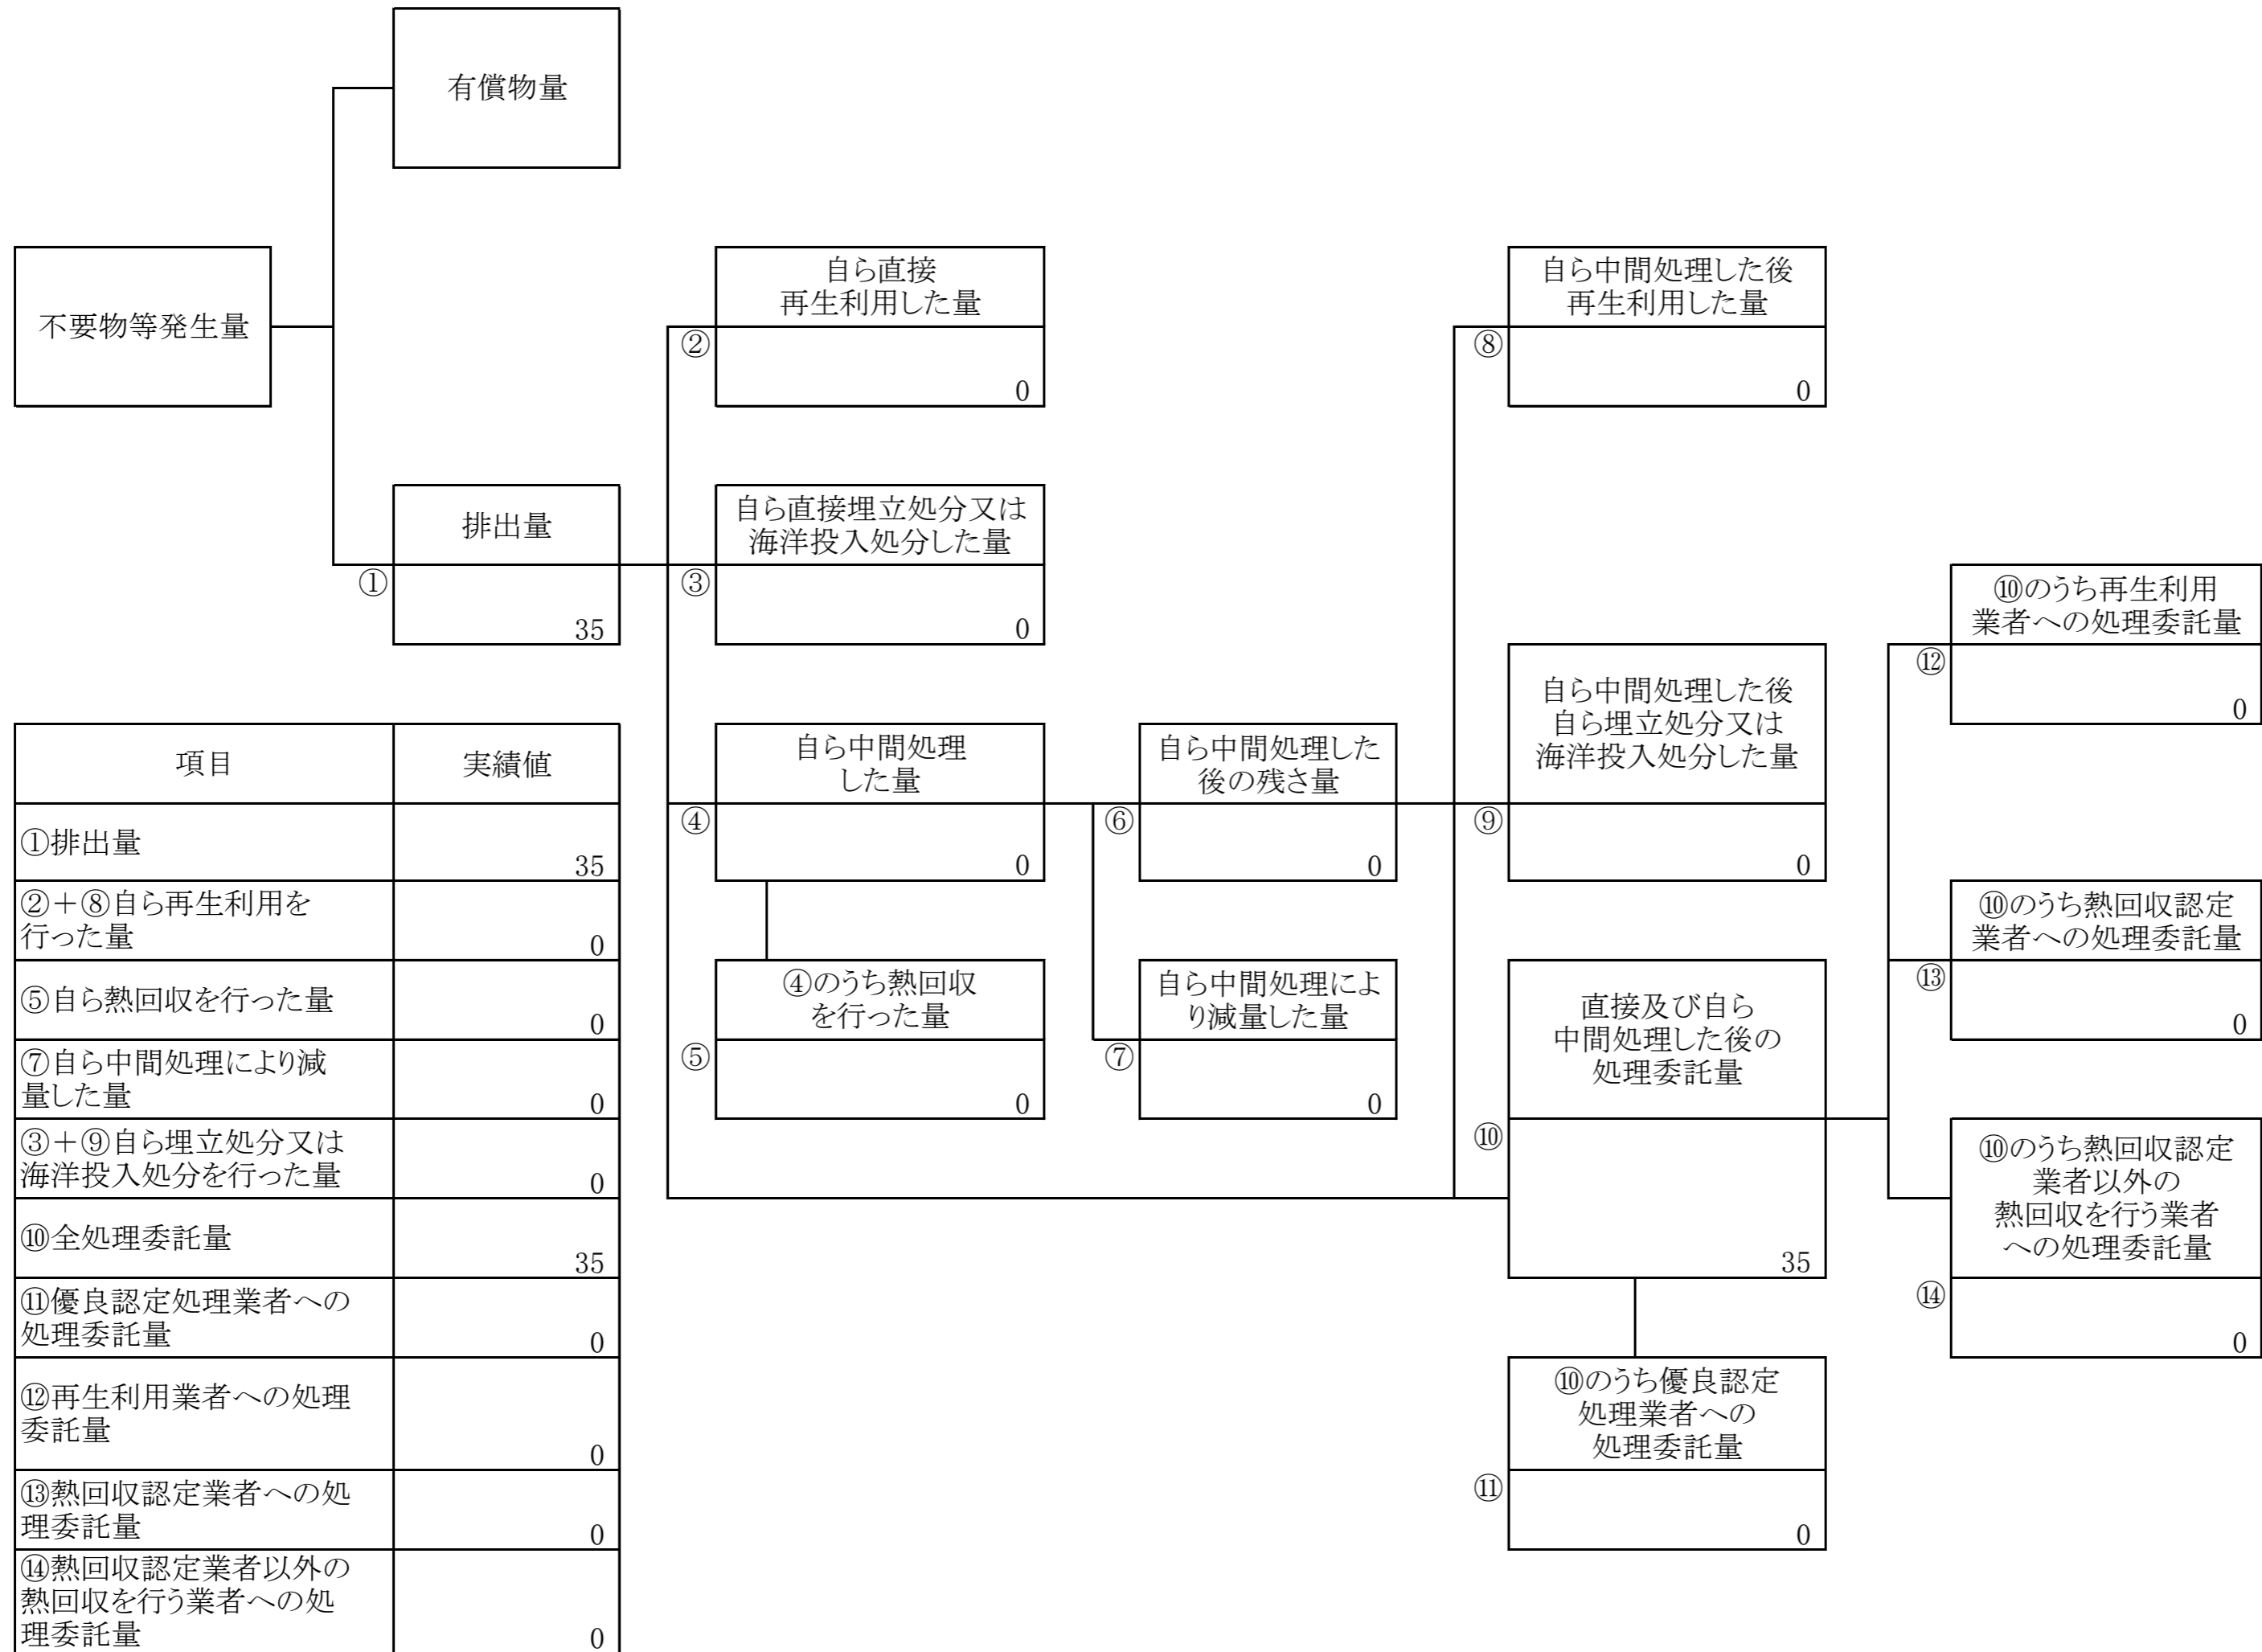 有償物量
不要物等発生量
自ら直接
再生利用した量
②
0
自ら中間処理した後
再生利用した量
⑧
0
排出量
①
35
自ら直接埋立処分又は
海洋投入処分した量
③
0
⑩のうち再生利用
業者への処理委託量
⑫
0
自ら中間処理
した量
④
0
自ら中間処理した
後の残さ量
⑥
0
自ら中間処理した後
自ら埋立処分又は
海洋投入処分した量
⑨
0
⑩のうち熱回収認定
業者への処理委託量
⑬
0
④のうち熱回収
を行った量
⑤
0
自ら中間処理によ
り減量した量
⑦
0
直接及び自ら
中間処理した後の
処理委託量
⑩
35
⑩のうち熱回収認定
業者以外の
熱回収を行う業者
への処理委託量
⑭
0
⑩のうち優良認定
処理業者への
処理委託量
⑪
0
項目 実績値
①排出量
35
②＋⑧自ら再生利用を
行った量
0
⑤自ら熱回収を行った量
0
⑦自ら中間処理により減
量した量
0
③＋⑨自ら埋立処分又は
海洋投入処分を行った量
0
⑩全処理委託量
35
⑪優良認定処理業者への
処理委託量
0
⑫再生利用業者への処理
委託量
0
⑬熱回収認定業者への処
理委託量
0
⑭熱回収認定業者以外の
熱回収を行う業者への処
理委託量
0